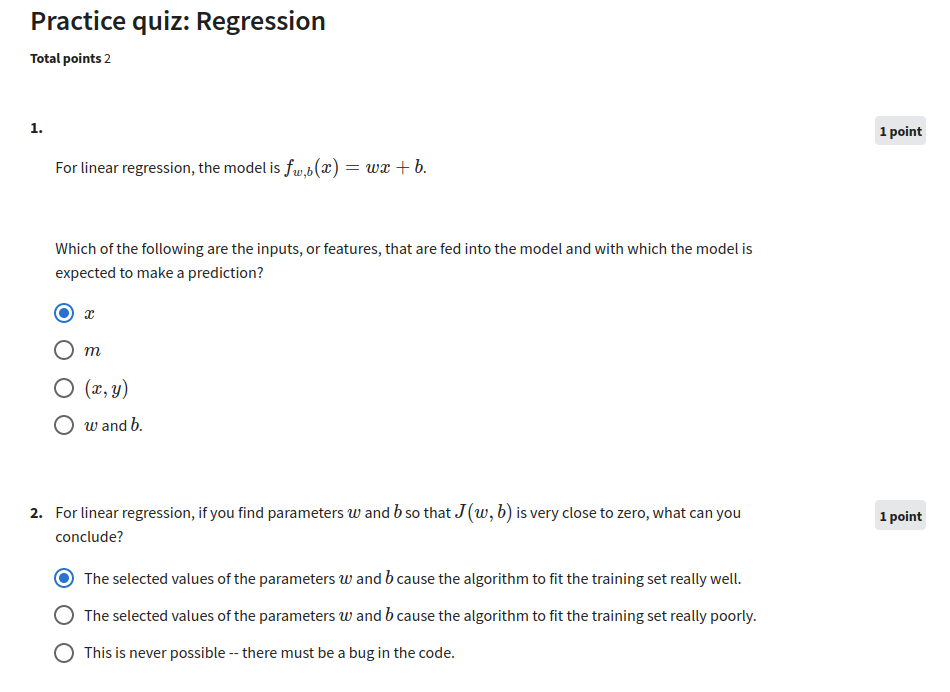 Practice quiz: Regression
Total points 2
1.
1 point
For linear regression, the model is f_{w,b}(x) = wx + b.
Which of the following are the inputs, or features, that are fed into the model and with which the model is
expected to make a prediction?
x
m
(x, y)
w and b.
2. For linear regression, if you find parameters w and b so that J(w, b) is very close to zero, what can you
1 point
conclude?
The selected values of the parameters w and b cause the algorithm to fit the training set really well.
The selected values of the parameters w and b cause the algorithm to fit the training set really poorly.
This is never possible -- there must be a bug in the code.